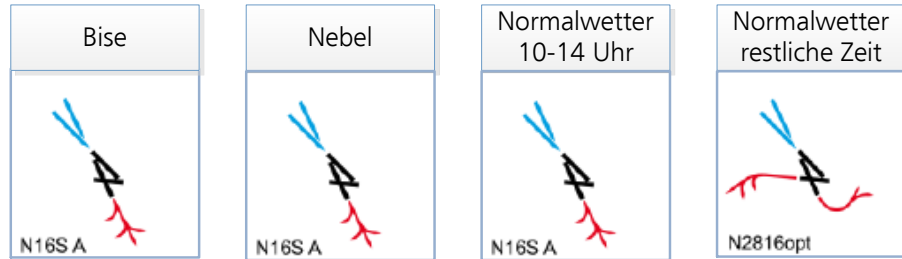 Bise
N16S A
Nebel
N16S A
Normalwetter
10-14 Uhr
N16S A
Normalwetter
restliche Zeit
N2816opt